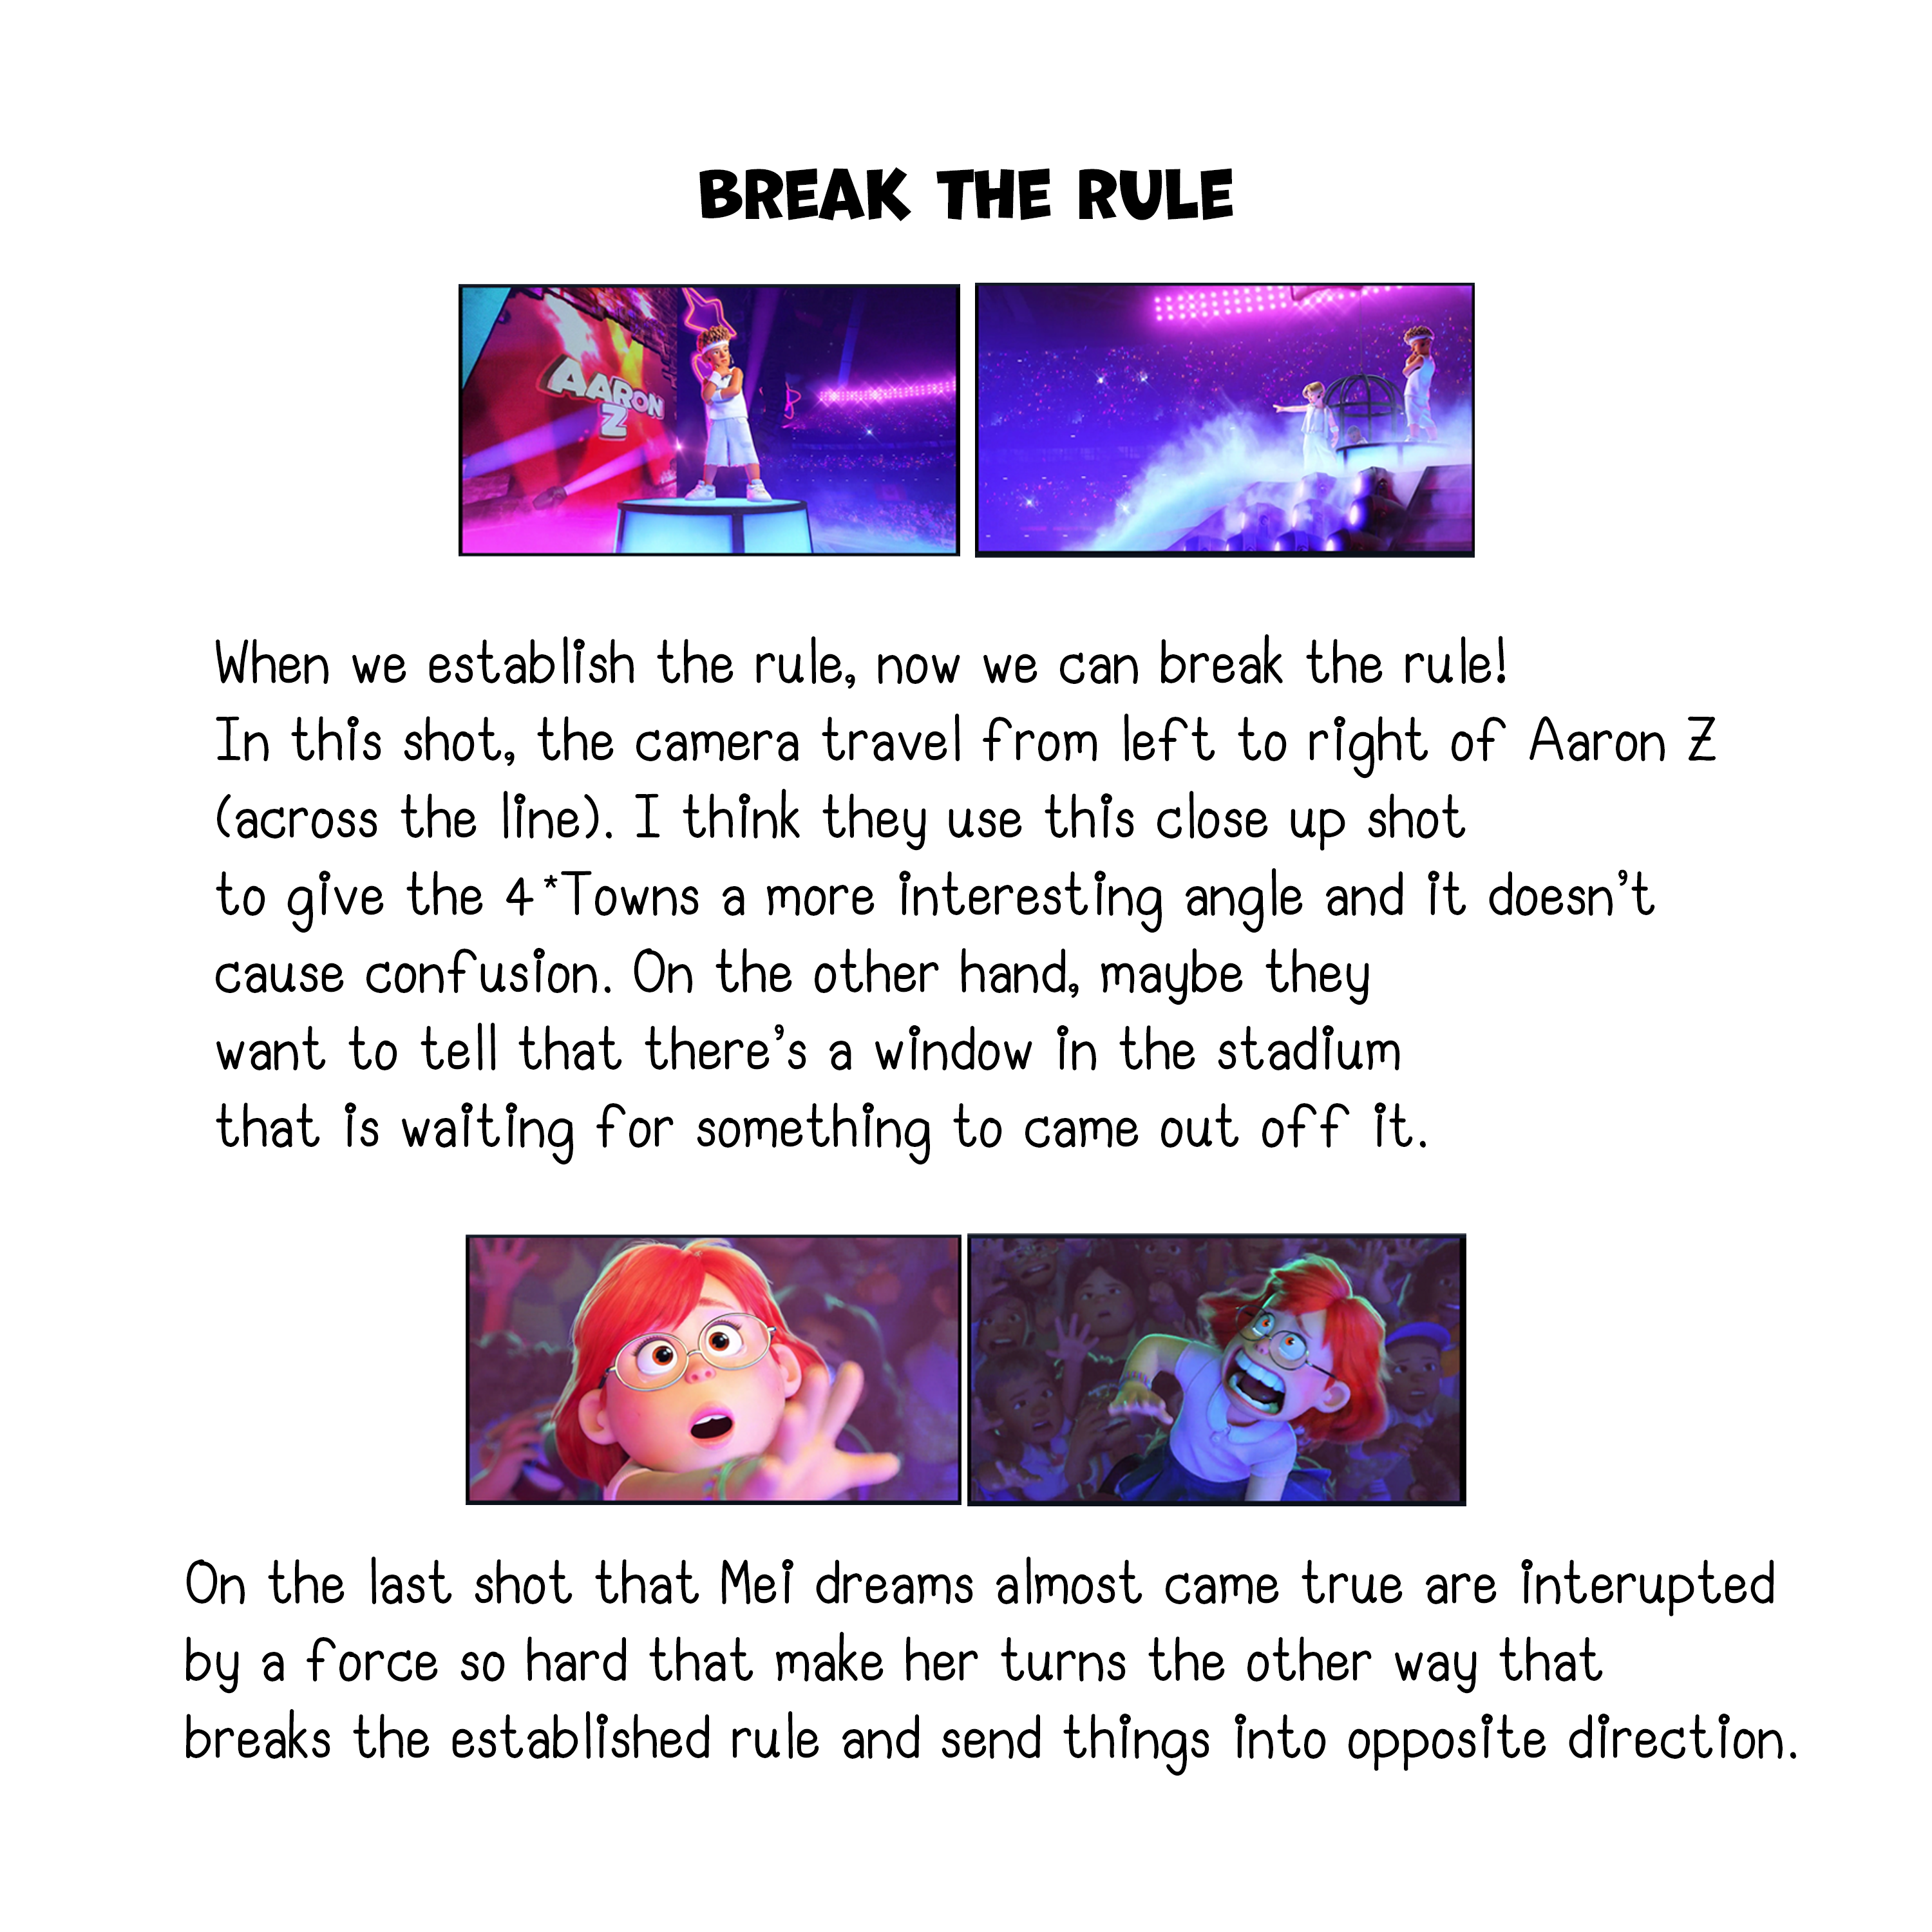 BREAK THE RULE
AARON
Z
When we establish the rule, now we can break the rule!
In this shot, the camera travel from left to right of Aaron Z
(across the line). I think they use this close up shot
to give the 4*Towns a more interesting angle and it doesn't
cause confusion. On the other hand, maybe they
want to tell that there's a window in the stadium
that is waiting for something to came out off it.
On the last shot that Mei dreams almost came true are interupted
by a force so hard that make her turns the other way that
breaks the established rule and send things into opposite direction.